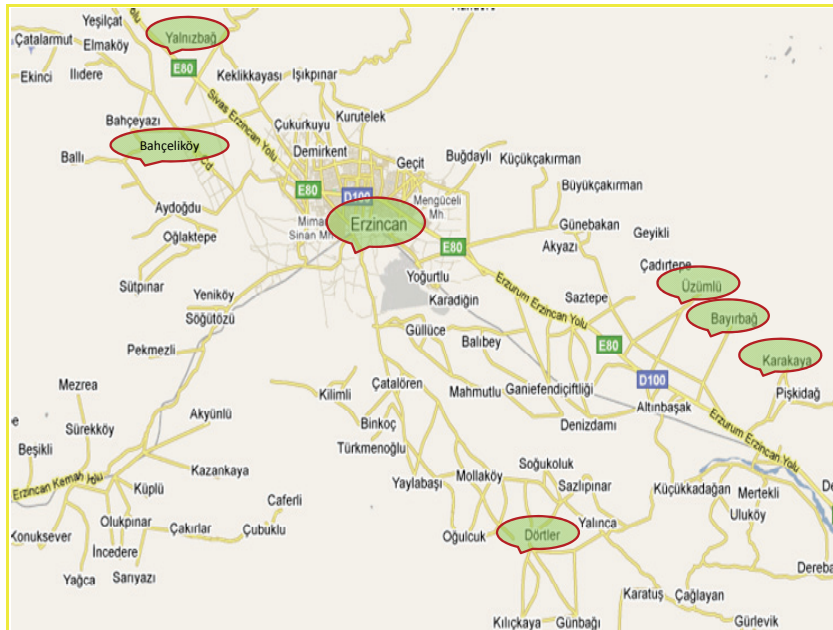 Yeşilçat
Yolu
Yalnızbağ
Çatalarmut
Elmaköy
Ekinci
Ilıdere
E80
Keklikkayası
Işıkpınar
Sivas Erzincan Yolu
Bahçeyazı
Çukurkuyu
Kurutelek
Bahçeliköy
Cd
Ballı
Demirkent
Geçit
Buğdaylı
Küçükçakırman
E80
D100
Mengüceli
Mh
Büyükçakırman
Aydoğdu
Mima
Sinan Mh
Erzincan
Günebakan
Geyikli
Oğlaktepe
E80
Akyazı
Çadırtepe
Sütpınar
Yoğurtlu
Erzurum Erzincan Yolu
Üzümlü
Yeniköy
Karadiğin
Saztepe
Söğütözü
Bayırbağ
Güllüce
Balıbey
E80
Pekmezli
Karakaya
Mezrea
Kilimli
Çatalören
Mahmutlu
Ganiefendiçiftliği
D100
Pişkidağ
Akyünlü
Altınbaşak
Sürekköy
Binkoç
Denizdamı
Erzurum Erzincan Yolu
Beşikli
Türkmenoğlu
Kazankaya
Soğukoluk
Erzincan Kemah Yolu
Küplü
Yaylabaşı
Mollaköy
Sazlıpınar
Küçükkadağan
Mertekli
Caferli
Uluköy
Olukpınar
Çakırlar
Çubuklu
Yalınca
Konuksever
Oğulcuk
Dörtler
İncedere
Yağca
Sarıyazı
Dereba
Karatuş
Çağlayan
Kılıçkaya
Günbağı
Gürlevik